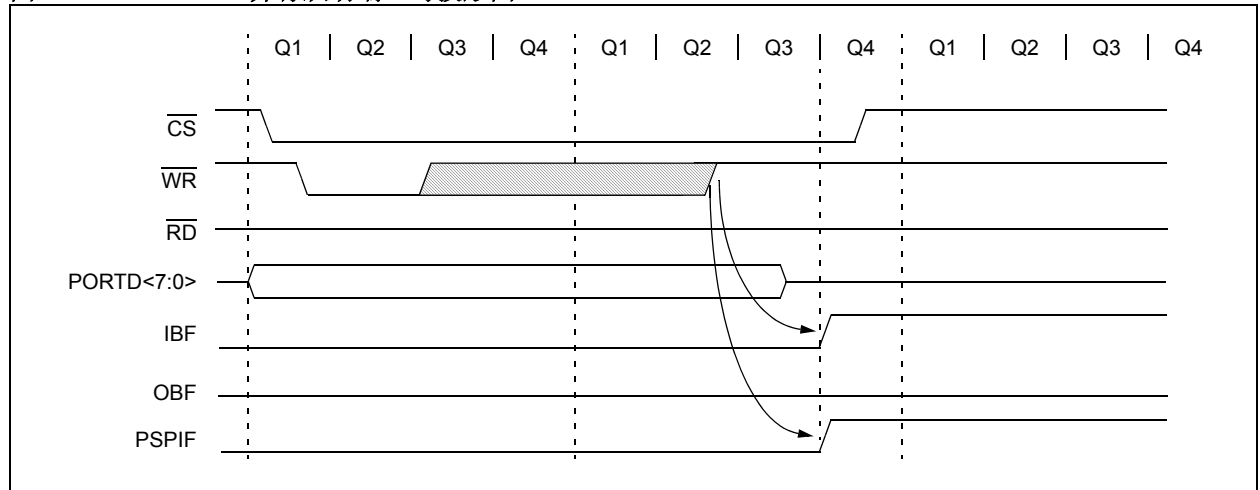 Q1 | Q2 | Q3 | Q4 | Q1 | Q2 | Q3 | Q4 | Q1 | Q2 | Q3 | Q4
CS
WR
RD
PORTD<7:0>
IBF
OBF
PSPIF